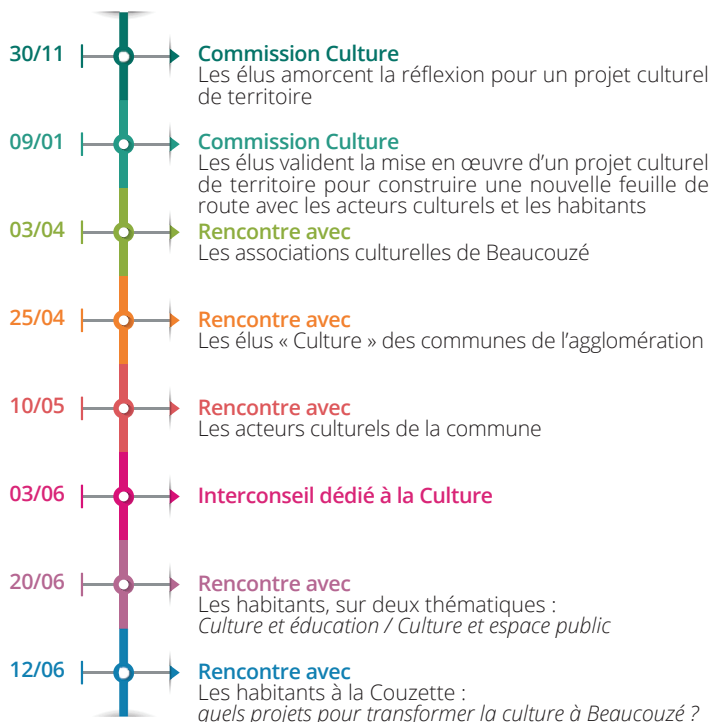 30/11
Commission Culture
Les élus amorcent la réflexion pour un projet culturel
de territoire
09/01
Commission Culture
Les élus valident la mise en œuvre d’un projet culturel
de territoire pour construire une nouvelle feuille de
route avec les acteurs culturels et les habitants
03/04
Rencontre avec
Les associations culturelles de Beaucouzé
25/04
Rencontre avec
Les élus « Culture » des communes de l’agglomération
10/05
Rencontre avec
Les acteurs culturels de la commune
03/06
Interconseil dédié à la Culture
20/06
Rencontre avec
Les habitants, sur deux thématiques :
Culture et éducation / Culture et espace public
12/06
Rencontre avec
Les habitants à la Couzette :
quels projets pour transformer la culture à Beaucouzé ?